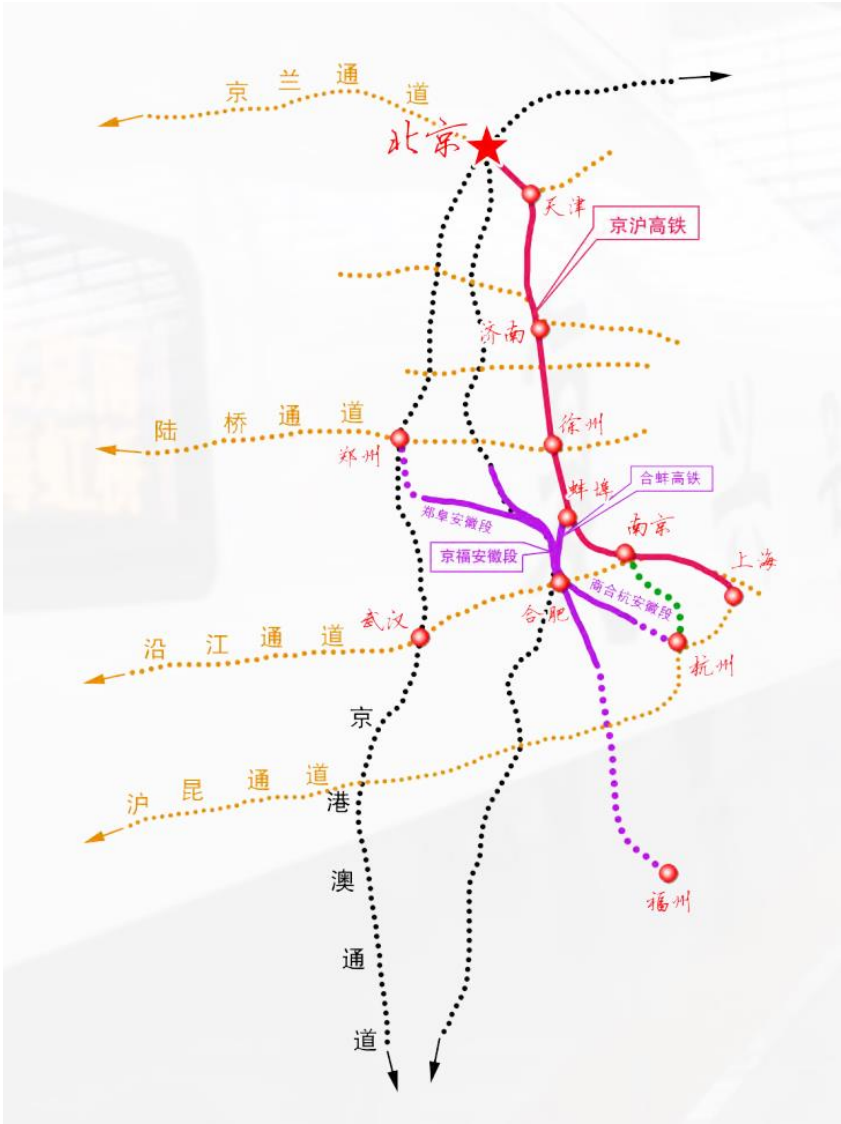 京兰通道
北京
天津
京沪高铁
济南
陆桥通道
郑州
徐州
合蚌高铁
蚌埠
郑阜安徽段
南京
京福安徽段
上海
合肥
商合杭安徽段
武汉
沿江通道
杭州
京港澳通道
沪昆通道
福州